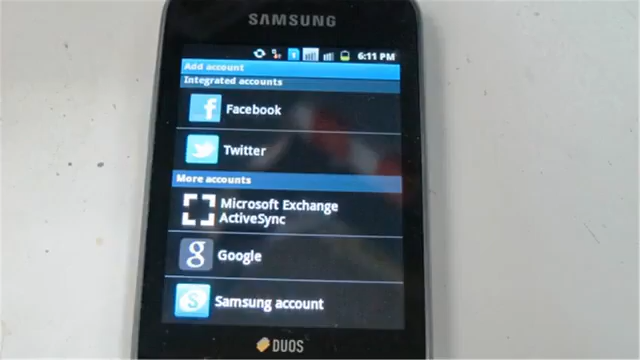 SAMSUNG
6:11 PM
Add account
Integrated accounts
Facebook
Twitter
More accounts
Microsoft Exchange
ActiveSync
Google
Samsung account
DUOS